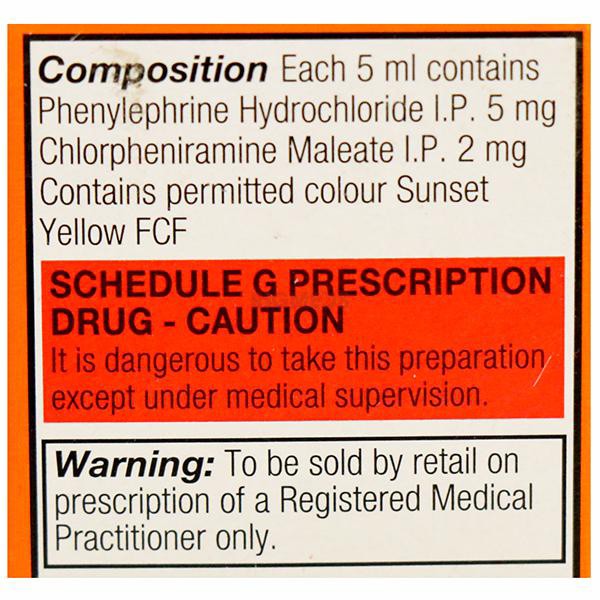 Composition Each 5 ml contains
Phenylephrine Hydrochloride I.P. 5 mg
Chlorpheniramine Maleate I.P. 2 mg
Contains permitted colour Sunset
Yellow FCF
SCHEDULE G PRESCRIPTION
DRUG - CAUTION
It is dangerous to take this preparation
except under medical supervision.
Warning: To be sold by retail on
prescription of a Registered Medical
Practitioner only.